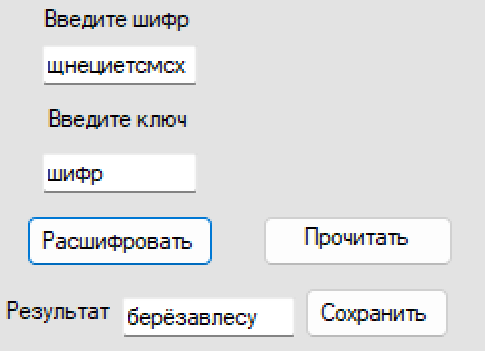 Введите шифр
щнециетсмсх
Введите ключ
шифр
Расшифровать Прочитать
Результат берёзавлесу Сохранить